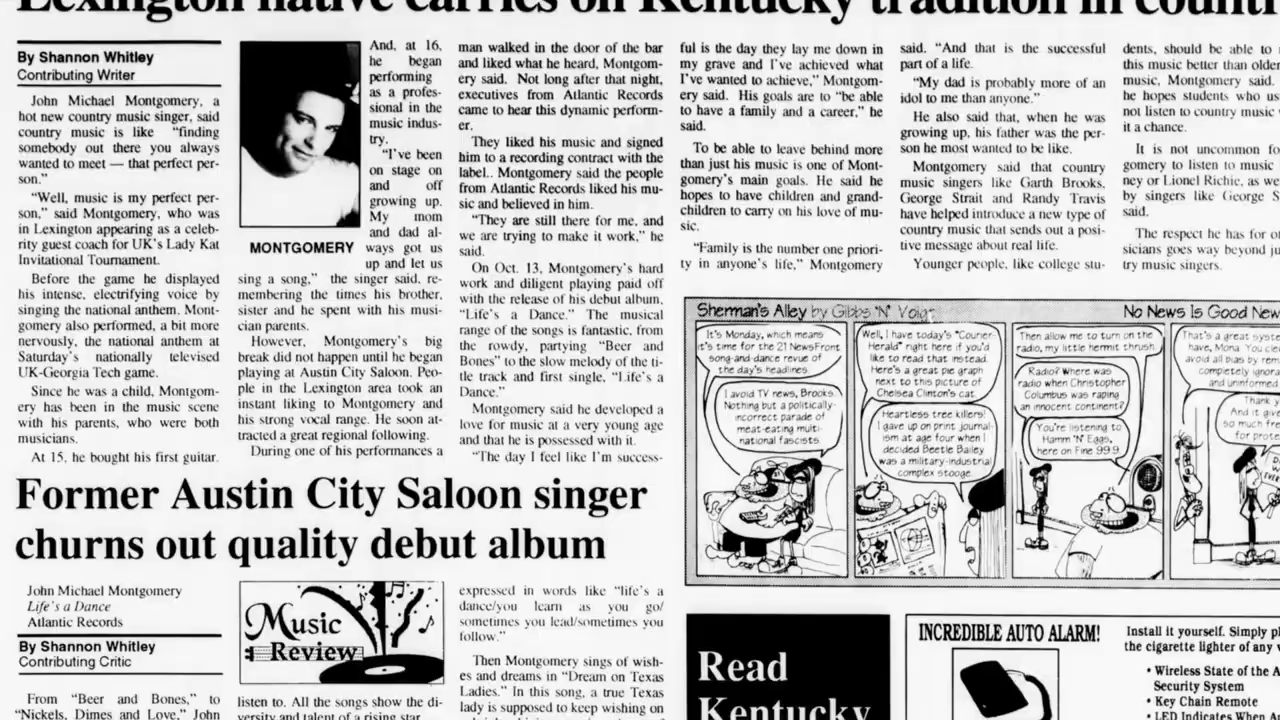 Lexington native carries on Kentucky tradition in
By Shannon Whitley
Contributing Writer
John Michael Montgomery, a
hot new country music singer, said
country music is like “finding
somebody out there you always
wanted to meet — that perfect per-
son.”
“Well, music is my perfect per-
son,” said Montgomery, who was
in Lexington appearing as a celeb-
rity guest coach for UK's Lady Kat
Invitational Tournament.
Before the game he displayed
his intense, electrifying voice by
singing the national anthem. Mont-
gomery also performed, a bit more
nervously, the national anthem at
Saturday's nationally televised
UK-Georgia Tech game.
Since he was a child, Montgom-
ery has been in the music scene
with his parents, who were both
musicians.
At 15, he bought his first guitar.
MONTGOMERY
And, at 16,
he began
performing
as a profes-
sional in the
music indus-
try.
“I've been
on stage on
and off
growing up.
My mom
and dad al-
ways got us
up and let us
sing a song,” the singer said, re-
membering the times his brother,
sister and he spent with his musi-
cian parents.
However, Montgomery's big
break did not happen until he began
playing at Austin City Saloon. Peo-
ple in the Lexington area took an
instant liking to Montgomery and
his strong vocal range. He soon at-
tracted a great regional following.
During one of his performances a
man walked in the door of the bar
and liked what he heard, Montgom-
ery said. Not long after that night,
executives from Atlantic Records
came to hear this dynamic perform-
er.
They liked his music and signed
him to a recording contract with the
label.. Montgomery said the people
from Atlantic Records liked his mu-
sic and believed in him.
“They are still there for me, and
we are trying to make it work,” he
said.
On Oct. 13, Montgomery's hard
work and diligent playing paid off
with the release of his debut album,
“Life's a Dance.” The musical
range of the songs is fantastic, from
the rowdy, partying “Beer and
Bones” to the slow melody of the ti-
tle track and first single, “Life's a
Dance.”
Montgomery said he developed a
love for music at a very young age
and that he is possessed with it.
“The day I feel like I'm success-
ful is the day they lay me down in
my grave and I've achieved what
I've wanted to achieve,” Montgom-
ery said. His goals are to “be able
to have a family and a career,” he
said.
To be able to leave behind more
than just his music is one of Mont-
gomery's main goals. He said he
hopes to have children and grand-
children to carry on his love of mu-
sic.
“Family is the number one priori-
ty in anyone's life,” Montgomery
said. “And that is the successful
part of a life.
“My dad is probably more of an
idol to me than anyone.”
He also said that, when he was
growing up, his father was the per-
son he most wanted to be like.
Montgomery said that country
music singers like Garth Brooks,
George Strait and Randy Travis
have helped introduce a new type of
country music that sends out a posi-
tive message about real life.
Younger people, like college stu-
dents, should be able to
this music better than older
music, Montgomery said.
he hopes students who
not listen to country music
it a chance.
It is not uncommon
gomery to listen to music
ney or Lionel Richie, as
by singers like George
said.
The respect he has for
sicians goes way beyond
try music singers.
Sherman's Alley by Gibbs 'N' Voigt
No News Is Good
It's Monday, which means
it's time for the 21 NewsFront
song-and-dance revue of
the day's headlines.
I avoid TV news, Brooks.
Nothing but a politically-
incorrect parade of
meat-eating multi-
national fascists.
Well, I have today's "Courier
Herald" right here if you'd
like to read that instead.
Here's a great pie graph
next to this picture of
Chelsea Clinton's cat.
Heartless tree killers!
I gave up on print journal-
ism at age four when I
decided Beetle Bailey
was a military-industrial
complex stooge.
Then allow me to turn on the
radio, my little hermit thrush.
Radio? Where was
radio when Christopher
Columbus was raping
an innocent continent?
You're listening to
Hamm 'N' Eggs,
here on Fine 99.9
That's a great
have, Mona. You
avoid all bias by
completely
and uninformed
Thank
And it
so much
for
Former Austin City Saloon singer
churns out quality debut album
John Michael Montgomery
Life's a Dance
Atlantic Records
By Shannon Whitley
Contributing Critic
From “Beer and Bones,” to
“Nickels, Dimes and Love,” John
Music
Review
listen to. All the songs show the di-
versity and talent of a rising star.
expressed in words like “life's a
dance/you learn as you go/
sometimes you lead/sometimes you
follow.”
Then Montgomery sings of wish-
es and dreams in “Dream on Texas
Ladies.” In this song, a true Texas
lady is supposed to keep wishing on
Read
Kentucky
INCREDIBLE AUTO ALARM!
Install it yourself. Simply
the cigarette lighter of any
• Wireless State of the
Security System
• Key Chain Remote
• LED Indicates When